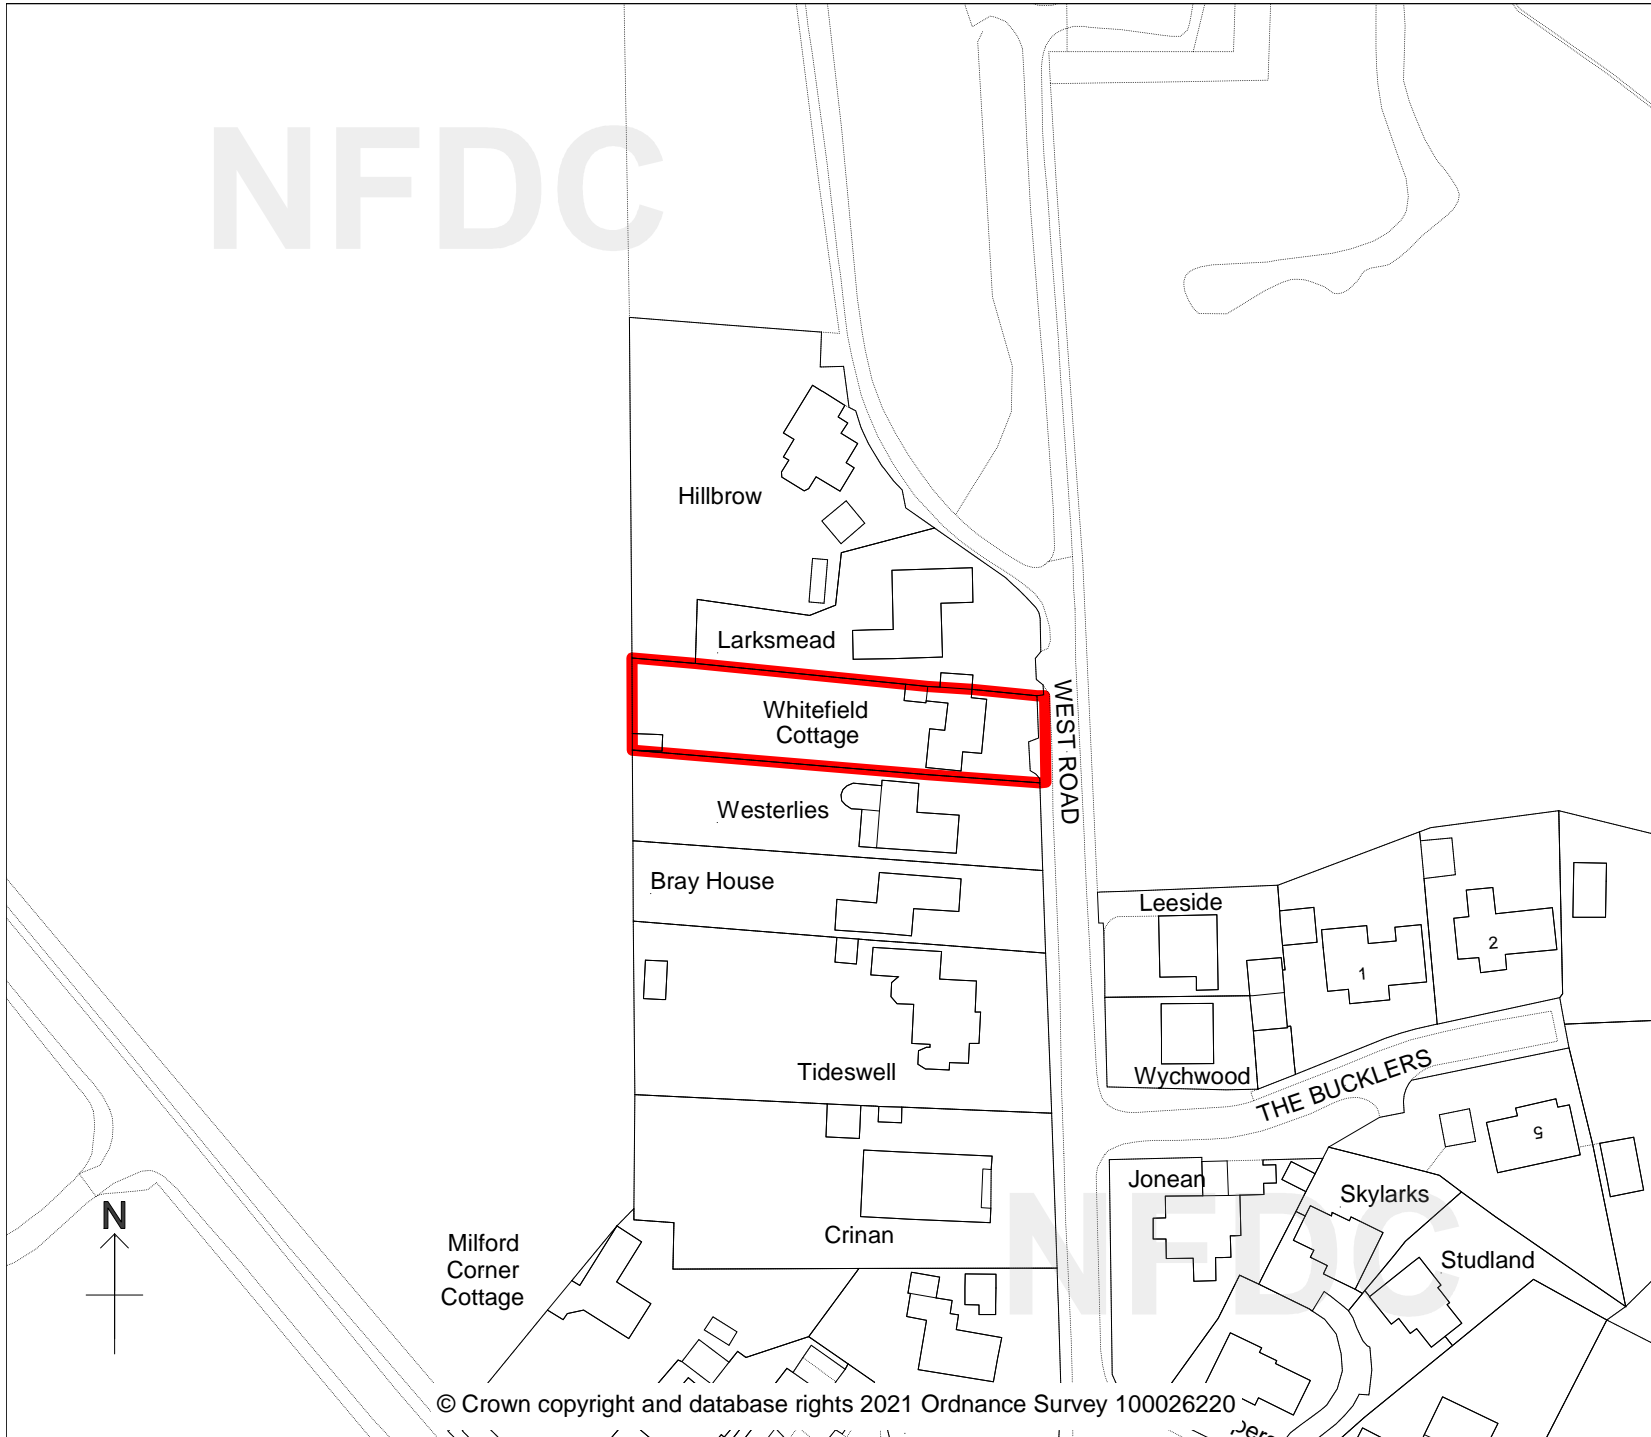 NFDC
Hillbrow
Larksmead
Whitefield
Cottage
WEST ROAD
Westerlies
Bray House
Leeside
1
2
Tideswell
Wychwood
THE BUCKLERS
5
Jonean
Skylarks
N
NFDC
Crinan
Studland
Milford
Corner
Cottage
© Crown copyright and database rights 2021 Ordnance Survey 100026220